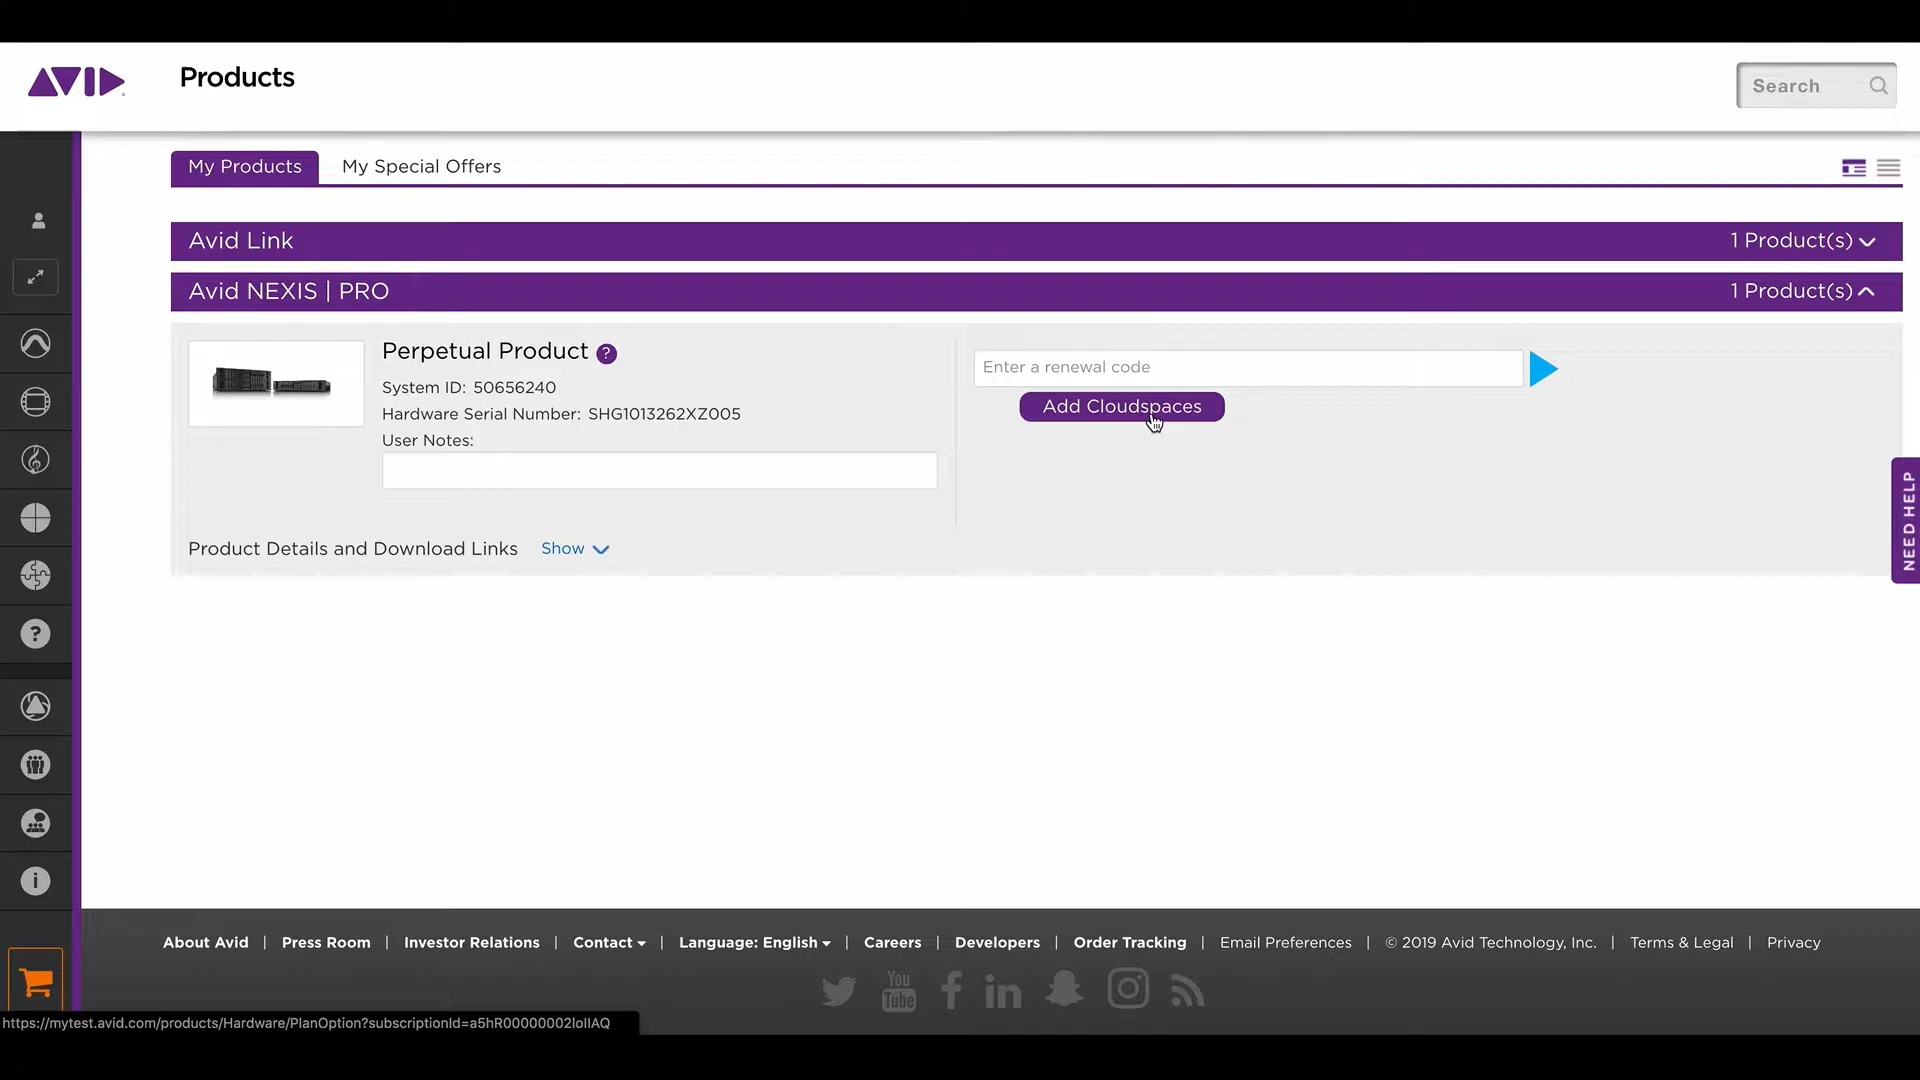 AVID
Products
Search
My Products
My Special Offers
Avid Link
1 Product(s)
Avid NEXIS | PRO
1 Product(s)
Perpetual Product ?
System ID: 50656240
Hardware Serial Number: SHG1013262XZ005
User Notes:
Enter a renewal code
Add Cloudspaces
Product Details and Download Links Show
NEED HELP
About Avid | Press Room | Investor Relations | Contact | Language: English | Careers | Developers | Order Tracking | Email Preferences | © 2019 Avid Technology, Inc. | Terms & Legal | Privacy
You Tube
https://mytest.avid.com/products/Hardware/PlanOption?subscriptionId=a5hR00000002IolIAQ